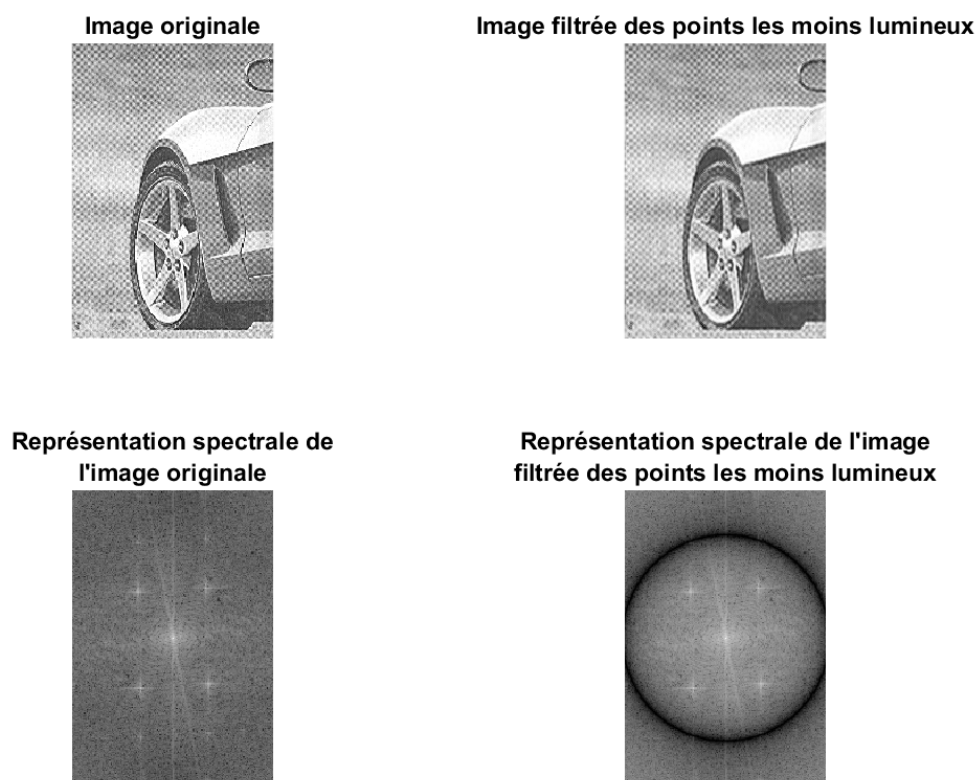 Image originale
Image filtrée des points les moins lumineux
Représentation spectrale de
l'image originale
Représentation spectrale de l'image
filtrée des points les moins lumineux